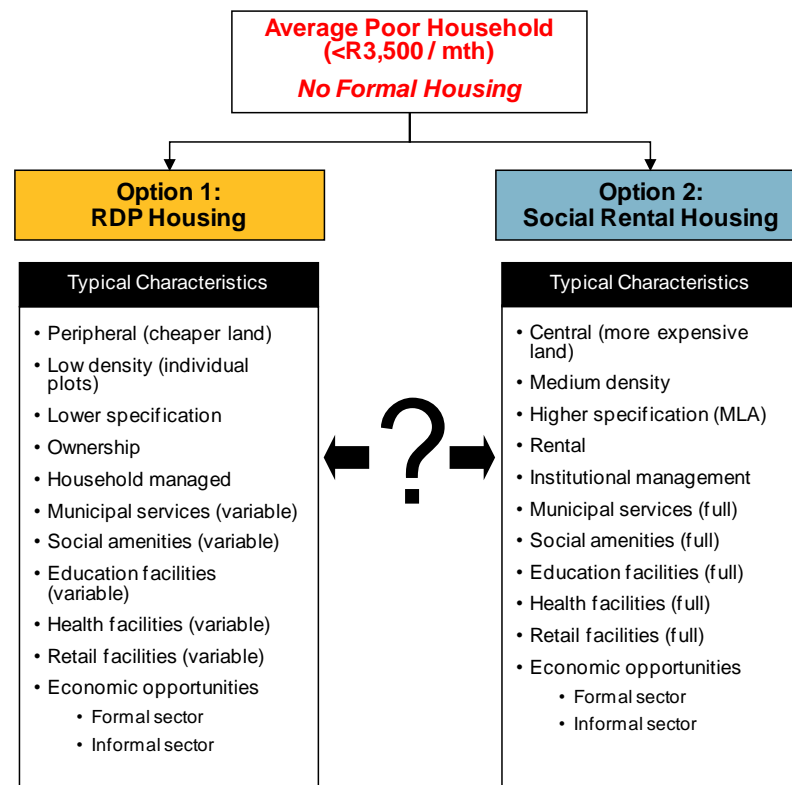 Average Poor Household
(<R3,500 / mth)
No Formal Housing
Option 1:
RDP Housing
Typical Characteristics
• Peripheral (cheaper land)
• Low density (individual
plots)
• Lower specification
• Ownership
• Household managed
• Municipal services (variable)
• Social amenities (variable)
• Education facilities
(variable)
• Health facilities (variable)
• Retail facilities (variable)
• Economic opportunities
• Formal sector
• Informal sector
?
Option 2:
Social Rental Housing
Typical Characteristics
• Central (more expensive
land)
• Medium density
• Higher specification (MLA)
• Rental
• Institutional management
• Municipal services (full)
• Social amenities (full)
• Education facilities (full)
• Health facilities (full)
• Retail facilities (full)
• Economic opportunities
• Formal sector
• Informal sector